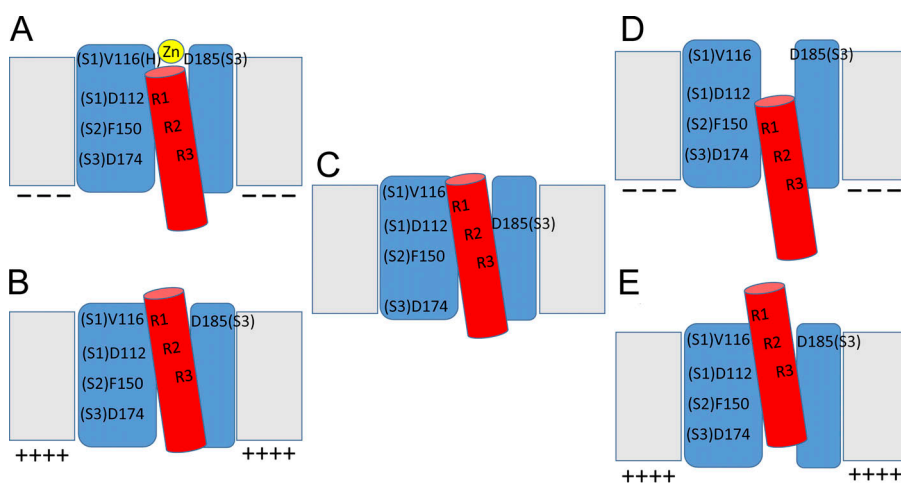 A
Zn
(S1)V116(H)
D185(S3)
(S1)D112
R1
(S2)F150
R2
(S3)D174
R3
– – –
– – –
B
(S1)V116
R1
D185(S3)
(S1)D112
R2
(S2)F150
R3
(S3)D174
++++
++++
C
(S1)V116
R1
(S1)D112
R2
D185(S3)
(S2)F150
R3
(S3)D174
D
(S1)V116
D185(S3)
(S1)D112
R1
(S2)F150
R2
(S3)D174
R3
– – –
– – –
E
R1
(S1)V116
R2
D185(S3)
(S1)D112
R3
(S2)F150
(S3)D174
++++
++++